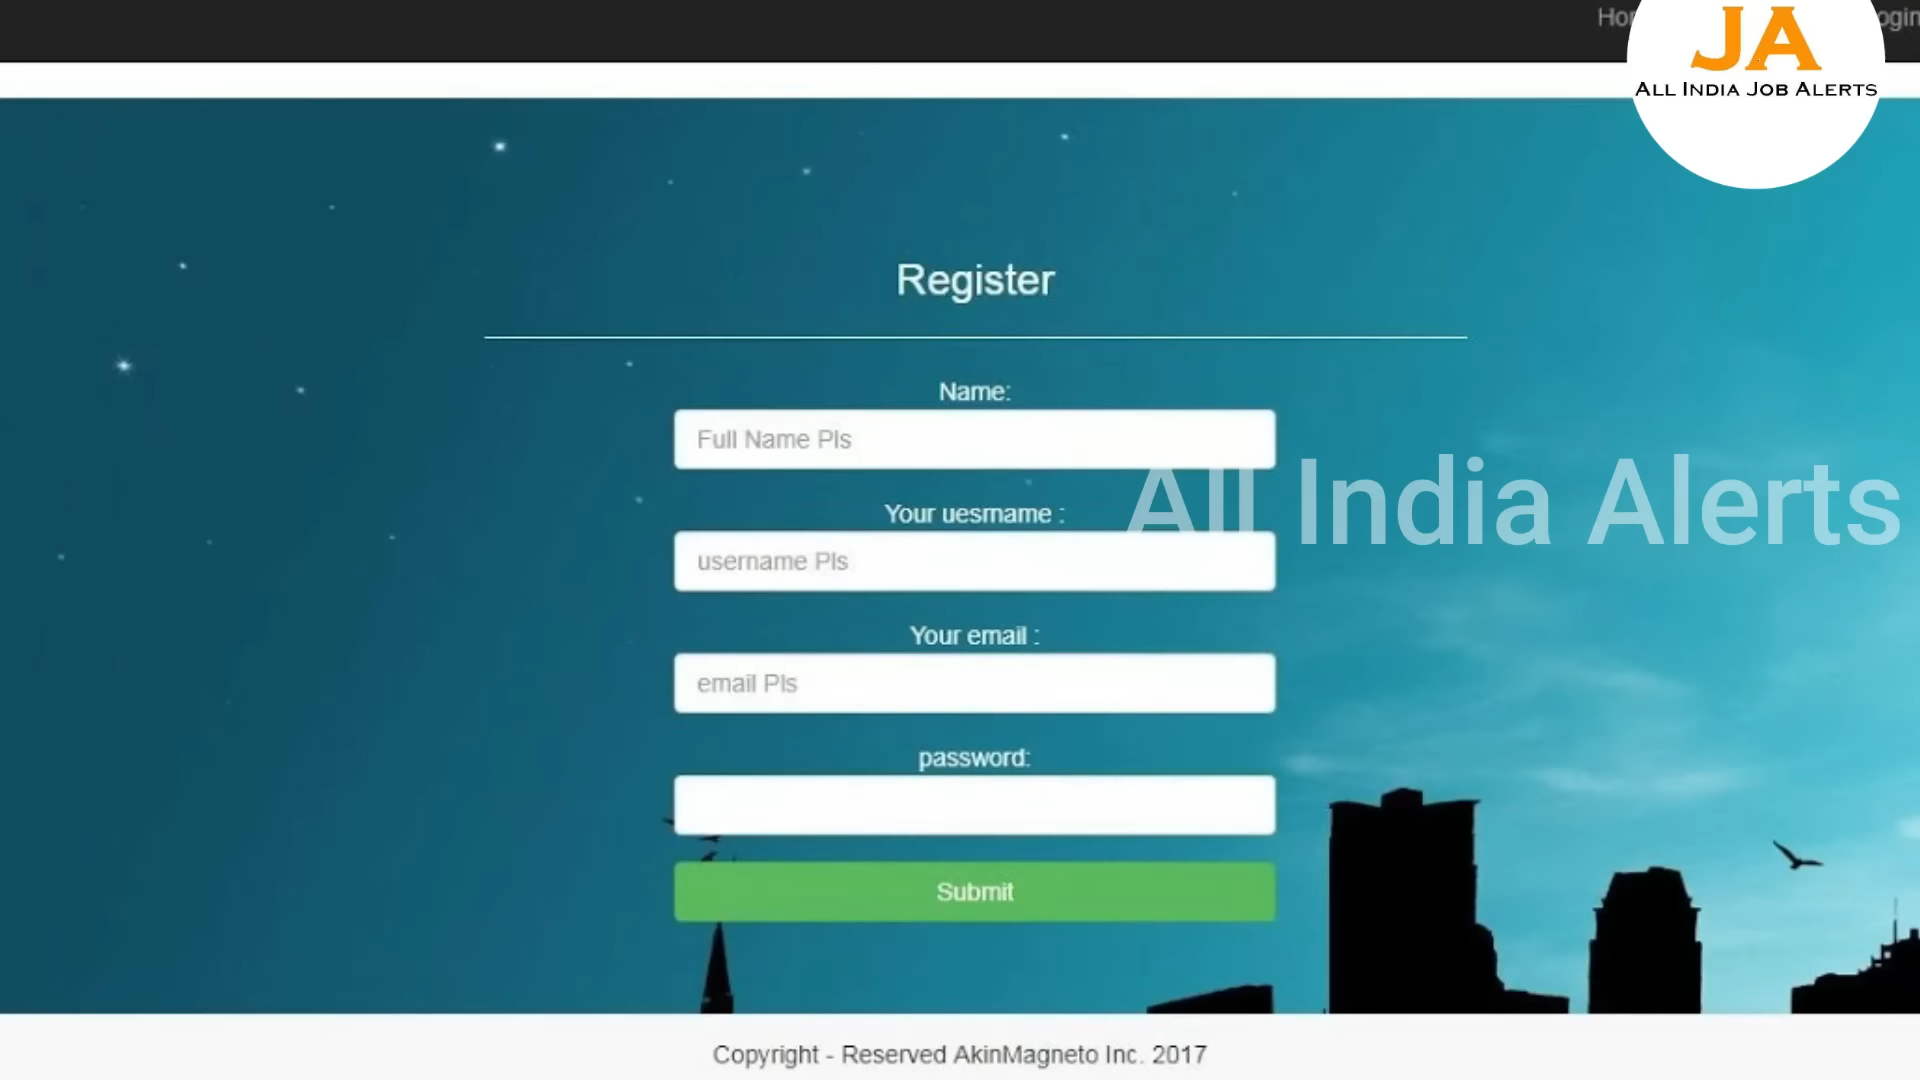 JA
ALL INDIA JOB ALERTS
Register
Name:
Full Name Pls
All India Alerts
Your uesrname :
username Pls
Your email :
email Pls
password:
Submit
Copyright - Reserved AkinMagneto Inc. 2017